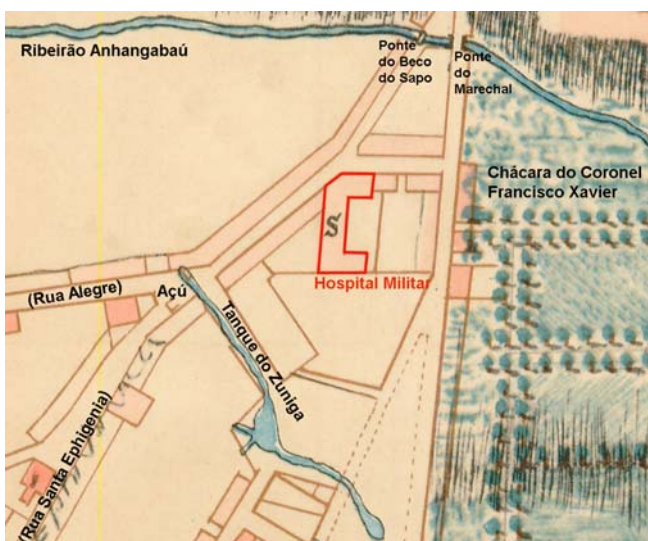 Ribeirão Anhangabaú
Ponte
do Beco
do Sapo
Ponte
do
Marechal
Chácara do Coronel
Francisco Xavier
S
Hospital Militar
(Rua Alegre)
Açú
Tanque do Zuniga
(Rua Santa Ephigenia)